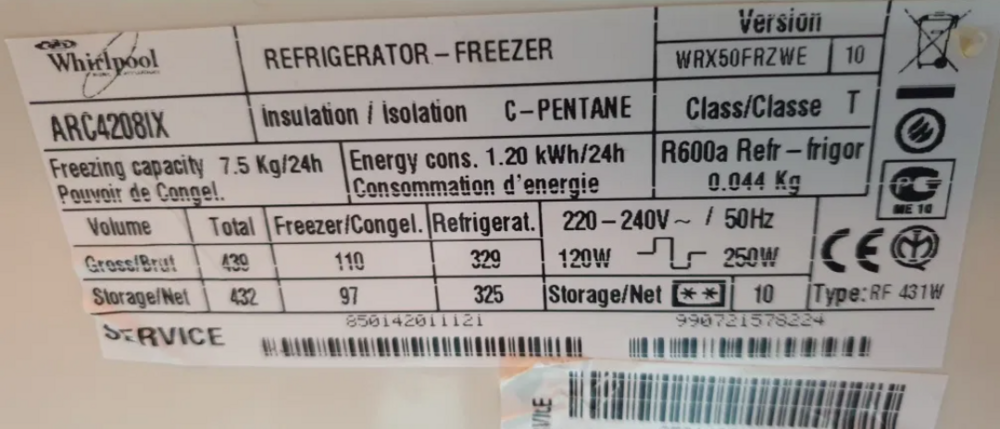 Whirlpool
REFRIGERATOR - FREEZER
Version
WRX50FRZWE 10
ARC4208IX
Insulation / Isolation C-PENTANE
Class/Classe T
Freezing capacity 7.5 Kg/24h
Pouvoir de Congel.
Energy cons. 1.20 kWh/24h
Consommation d'energie
R600a Refr-frigor
0.044 Kg
Volume Total Freezer/Congel. Refrigerat.
220-240V~ / 50Hz
Gross/Brut 439 110 329
120W 250W
Storage/Net 432 97 325
Storage/Net ** 10
PG
ME 10
CE
Type:RF 431W
SERVICE
850142011121
990721578224